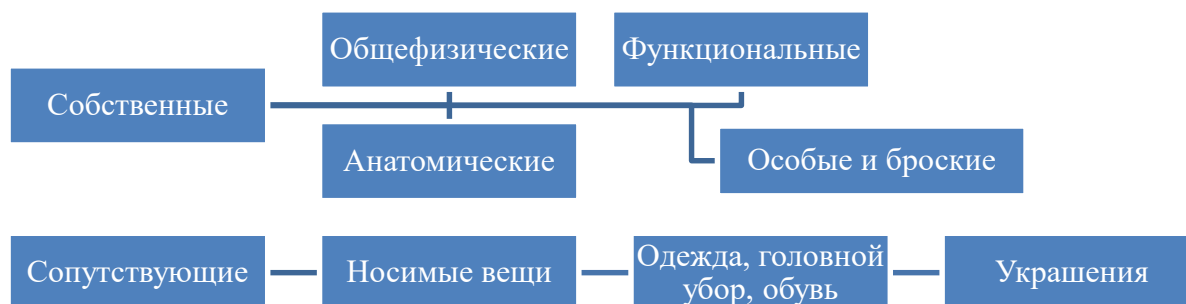 Общефизические
Функциональные
Собственные
Анатомические
Особые и броские
Сопутствующие
Носимые вещи
Одежда, головной
убор, обувь
Украшения